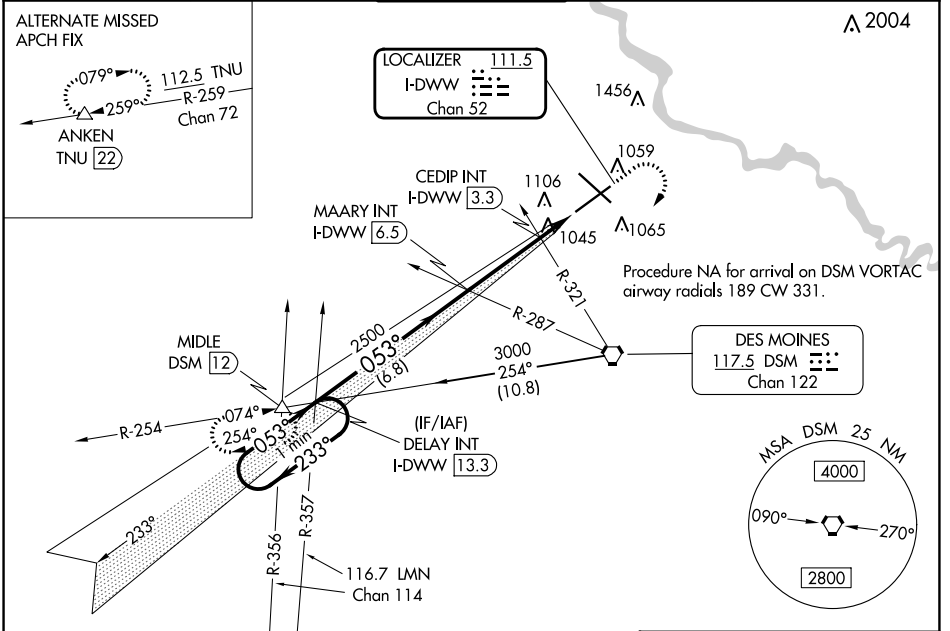 ALTERNATE MISSED
APCH FIX
079°
259°
112.5 TNU
R-259
Chan 72
ANKEN
TNU 22
LOCALIZER 111.5
I-DWW
Chan 52
2004
1456
1059
1106
1045
1065
CEDIP INT
I-DWW 3.3
MAARY INT
I-DWW 6.5
R-321
R-287
Procedure NA for arrival on DSM VORTAC
airway radials 189 CW 331.
DES MOINES
117.5 DSM
Chan 122
MIDLE
DSM 12
2500
053°
(6.8)
3000
254°
(10.8)
R-254
074°
254°
053°
1 min
233°
(IF/IAF)
DELAY INT
I-DWW 13.3
233°
R-356
R-357
116.7 LMN
Chan 114
MSA DSM 25 NM
4000
090°
270°
2800